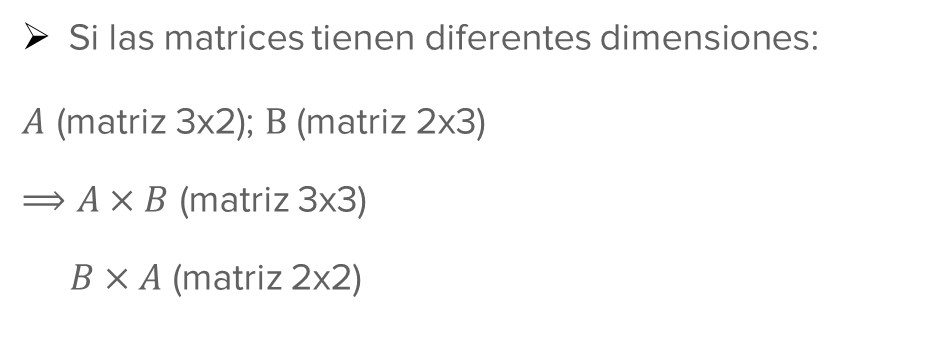 ➢ Si las matrices tienen diferentes dimensiones:
A (matriz 3x2); B (matriz 2x3)
⟹ A × B (matriz 3x3)
B × A (matriz 2x2)